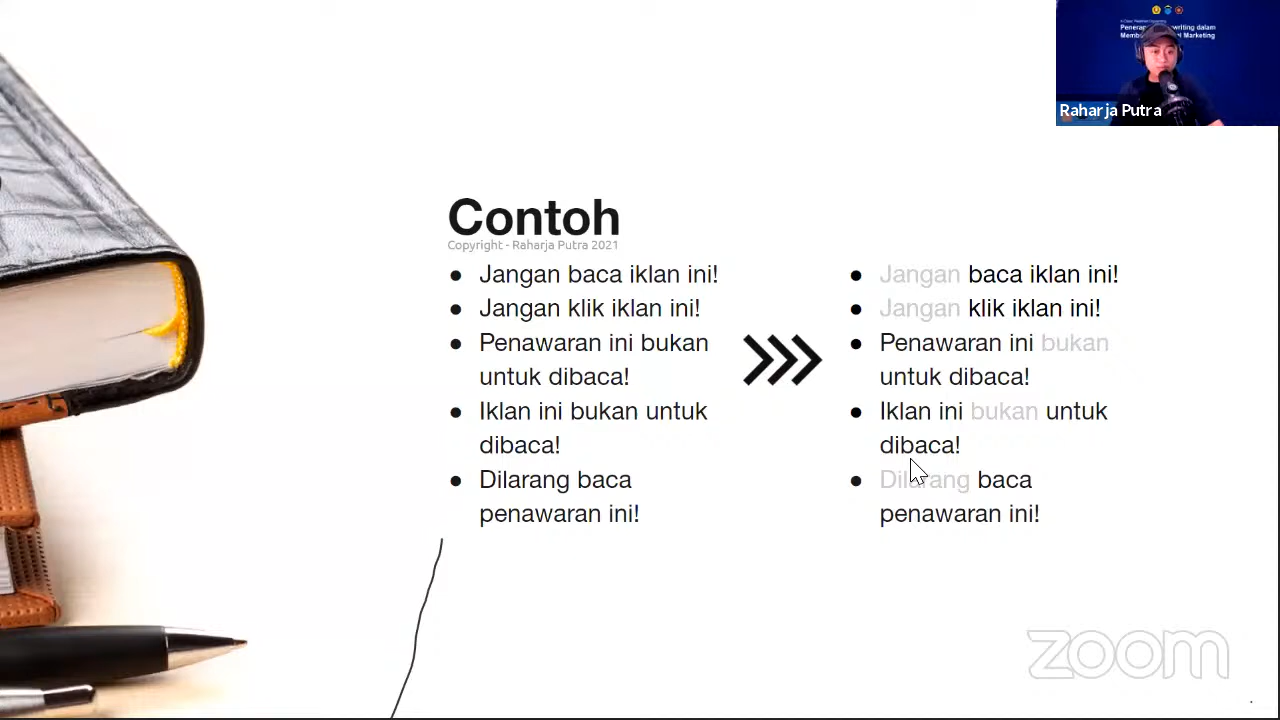 Raharja Putra
Contoh
Copyright - Raharja Putra 2021
Jangan baca iklan ini!
Jangan klik iklan ini!
Penawaran ini bukan
untuk dibaca!
Iklan ini bukan untuk
dibaca!
Dilarang baca
penawaran ini!
Jangan baca iklan ini!
Jangan klik iklan ini!
Penawaran ini bukan
untuk dibaca!
Iklan ini bukan untuk
dibaca!
Dilarang baca
penawaran ini!
zoom